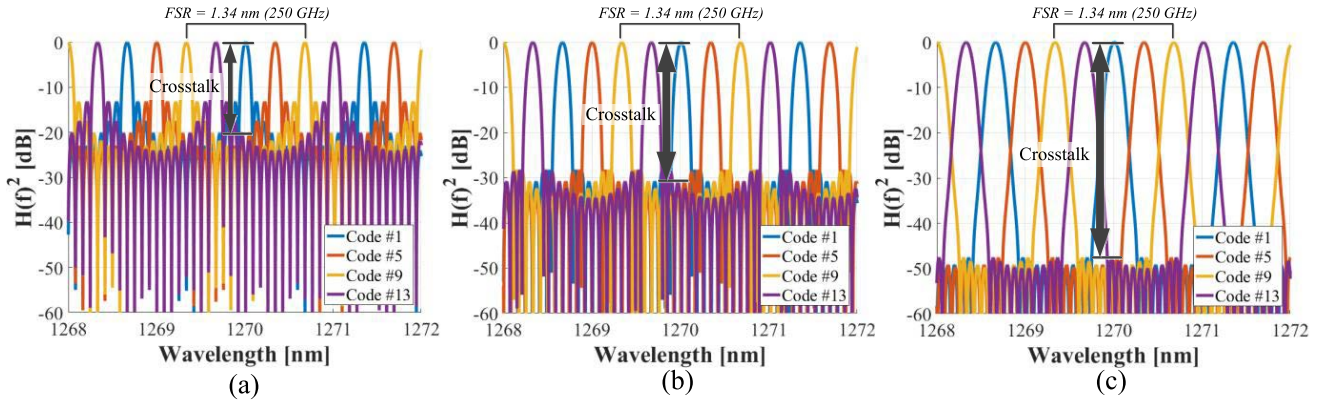 FSR = 1.34 nm (250 GHz)
0
-10
-20
-30
-40
-50
-60
H(f)² [dB]
Crosstalk
Code #1
Code #5
Code #9
Code #13
1268 1269 1270 1271 1272
Wavelength [nm]
(a)
FSR = 1.34 nm (250 GHz)
0
-10
-20
-30
-40
-50
-60
H(f)² [dB]
Crosstalk
Code #1
Code #5
Code #9
Code #13
1268 1269 1270 1271 1272
Wavelength [nm]
(b)
FSR = 1.34 nm (250 GHz)
0
-10
-20
-30
-40
-50
-60
H(f)² [dB]
Crosstalk
Code #1
Code #5
Code #9
Code #13
1268 1269 1270 1271 1272
Wavelength [nm]
(c)